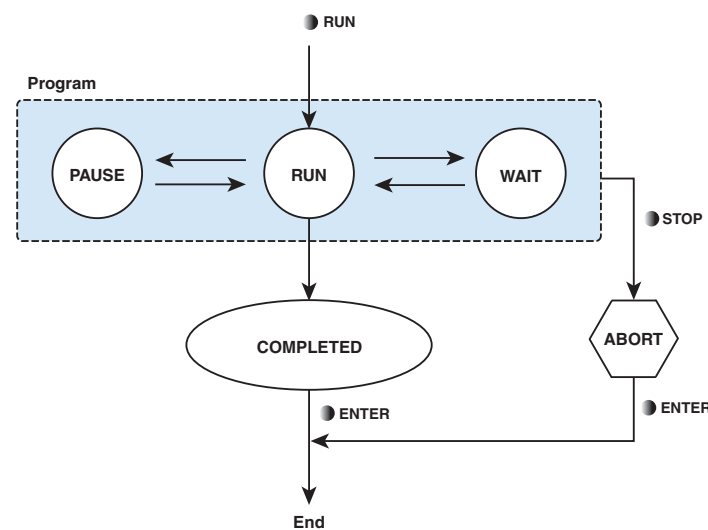 RUN
Program
PAUSE
RUN
WAIT
STOP
COMPLETED
ABORT
ENTER
ENTER
End